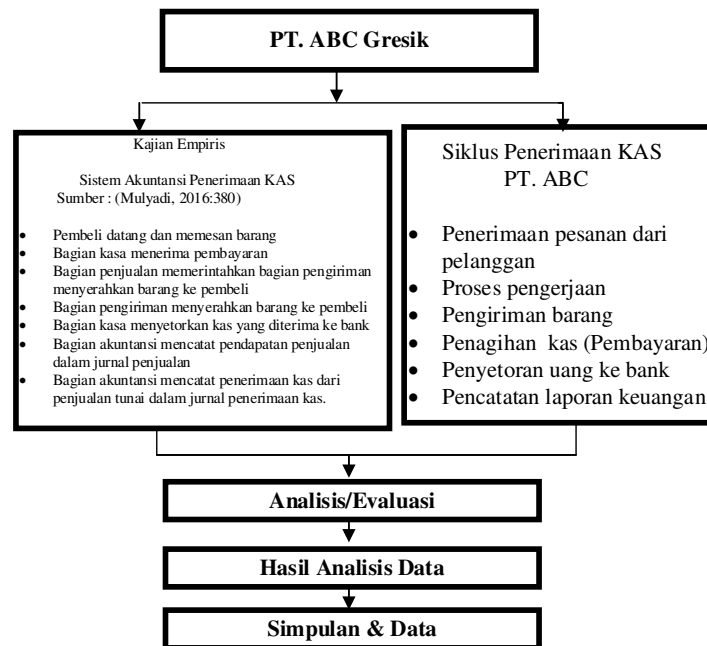 PT. ABC Gresik
Kajian Empiris
Sistem Akuntansi Penerimaan KAS
Sumber : (Mulyadi, 2016:380)
• Pembeli datang dan memesan barang
• Bagian kasa menerima pembayaran
• Bagian penjualan memerintahkan bagian pengiriman
menyerahkan barang ke pembeli
• Bagian pengiriman menyerahkan barang ke pembeli
• Bagian kasa menyetorkan kas yang diterima ke bank
• Bagian akuntansi mencatat pendapatan penjualan
dalam jurnal penjualan
• Bagian akuntansi mencatat penerimaan kas dari
penjualan tunai dalam jurnal penerimaan kas.
Siklus Penerimaan KAS
PT. ABC
• Penerimaan pesanan dari
pelanggan
• Proses pengerjaan
• Pengiriman barang
• Penagihan kas (Pembayaran)
• Penyetoran uang ke bank
• Pencatatan laporan keuangan
Analisis/Evaluasi
Hasil Analisis Data
Simpulan & Data